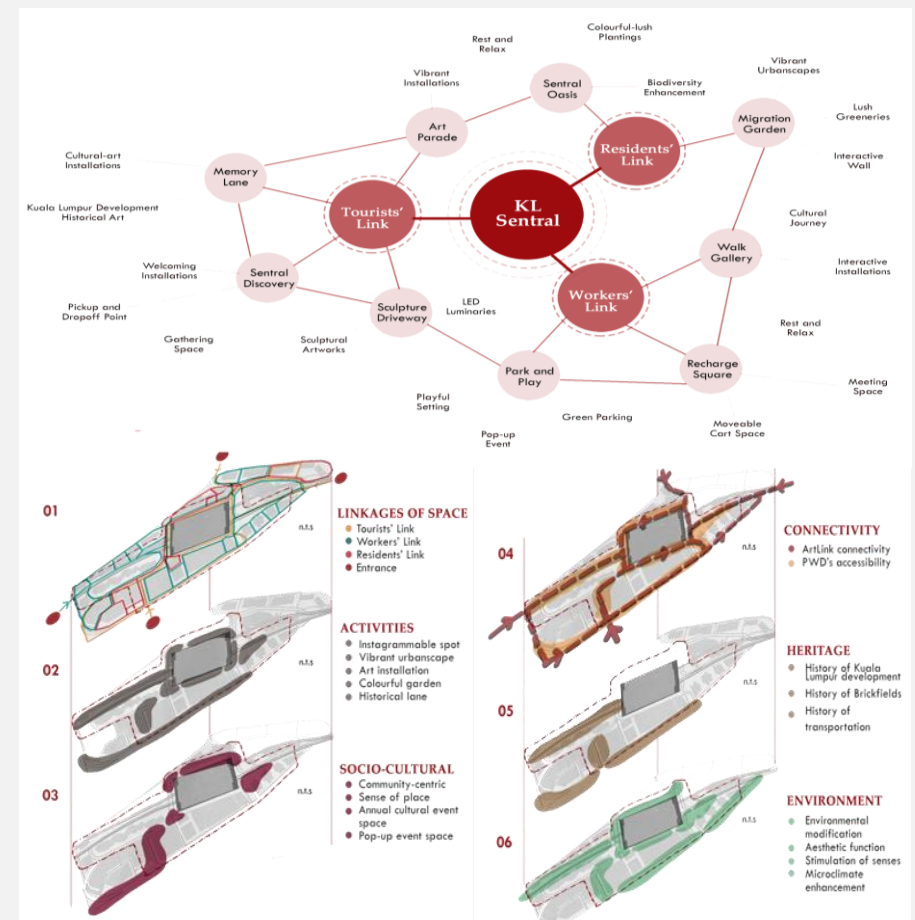 Colourful-lush
Plantings
Rest and
Relax
Vibrant
Urbanscapes
Vibrant
Installations
Sentral
Oasis
Biodiversity
Enhancement
Lush
Greeneries
Migration
Garden
Art
Parade
Residents'
Link
Cultural-art
Installations
Interactive
Wall
Memory
Lane
Kuala Lumpur Development
Historical Art
Tourists'
Link
KL
Sentral
Cultural
Journey
Walk
Gallery
Welcoming
Installations
Sentral
Discovery
Interactive
Installations
Workers'
Link
Pickup and
Dropoff Point
Sculpture
Driveway
LED
Luminaries
Gathering
Space
Sculptural
Artworks
Rest and
Relax
Park and
Play
Recharge
Square
Meeting
Space
Playful
Setting
Green Parking
Moveable
Cart Space
Pop-up
Event
01
n.t.s
LINKAGES OF SPACE
Tourists' Link
Workers' Link
Residents' Link
Entrance
02
n.t.s
ACTIVITIES
Instagrammable spot
Vibrant urbanscape
Art installation
Colourful garden
Historical lane
03
n.t.s
SOCIO-CULTURAL
Community-centric
Sense of place
Annual cultural event
space
Pop-up event space
04
n.t.s
CONNECTIVITY
ArtLink connectivity
PWD's accessibility
05
n.t.s
HERITAGE
History of Kuala
Lumpur development
History of Brickfields
History of
transportation
06
n.t.s
ENVIRONMENT
Environmental
modification
Aesthetic function
Stimulation of senses
Microclimate
enhancement